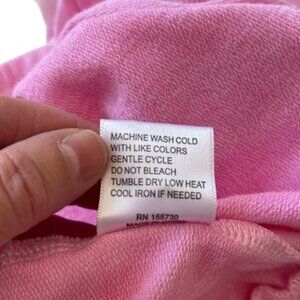 MACHINE WASH COLD
WITH LIKE COLORS
GENTLE CYCLE
DO NOT BLEACH
TUMBLE DRY LOW HEAT
COOL IRON IF NEEDED
RN 155730